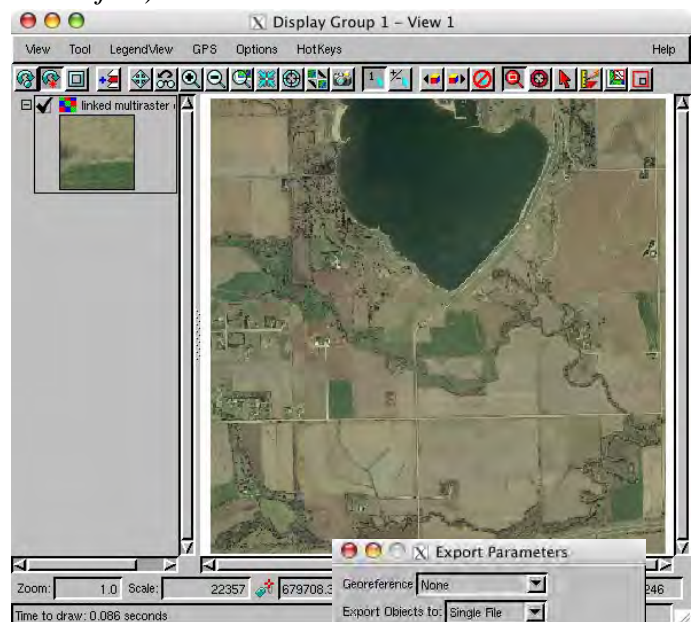 Display Group 1 - View 1
View Tool LegendView GPS Options HotKeys Help
1
linked multiraster
Export Parameters
Georeference None
Export Objects to: Single File
Zoom: 1.0 Scale: 22357 679708.3 246
Time to draw: 0.086 seconds